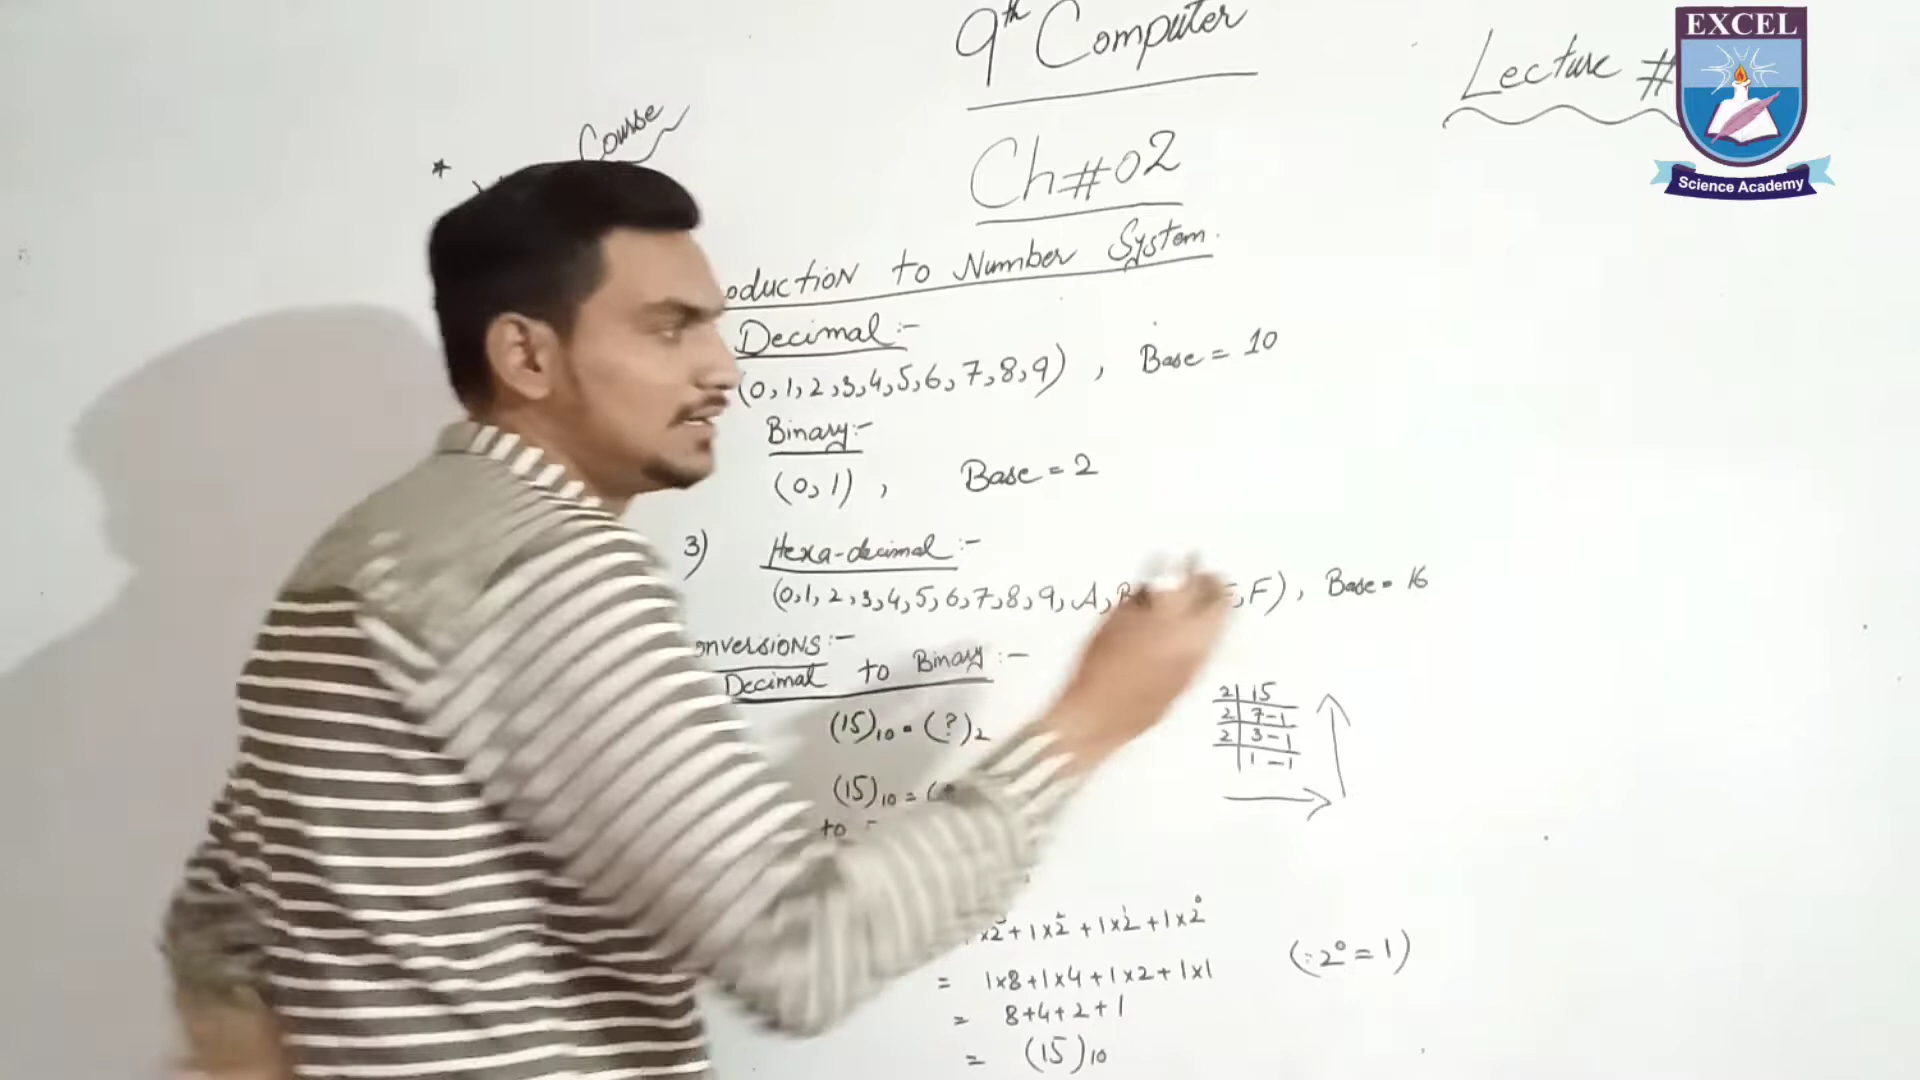 9th Computer
Lecture #
EXCEL
Science Academy
Course
Ch#02
oduction to Number System.
Decimal:-
(0,1,2,3,4,5,6,7,8,9) , Base = 10
Binary:-
(0,1) , Base = 2
3) Hexa-decimal:-
(0,1,2,3,4,5,6,7,8,9,A, F), Base = 16
onversions:-
Decimal to Binary:-
(15)₁₀ = (?)₂
2|15
2|7-1
2|3-1
|1-1
(15)₁₀ = (
to
x2 +1x2² +1x2¹ +1x2⁰
= 1x8+1x4+1x2+1x1 (∵2⁰=1)
= 8+4+2+1
= (15)₁₀